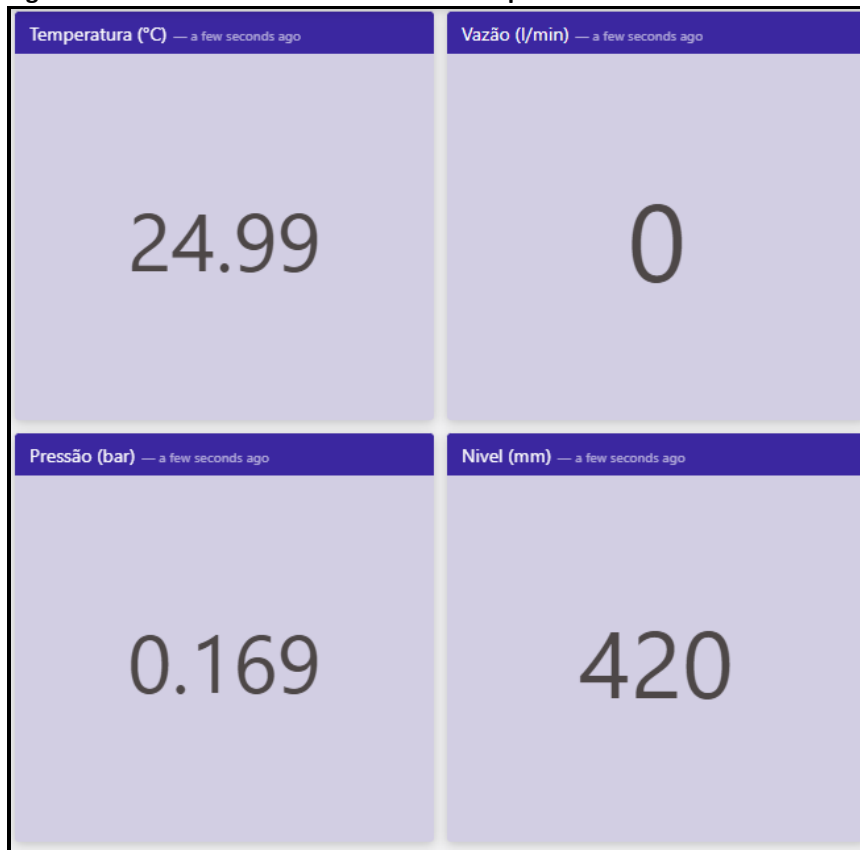 Temperatura (°C) — a few seconds ago
Vazão (l/min) — a few seconds ago
24.99
0
Pressão (bar) — a few seconds ago
Nivel (mm) — a few seconds ago
0.169
420